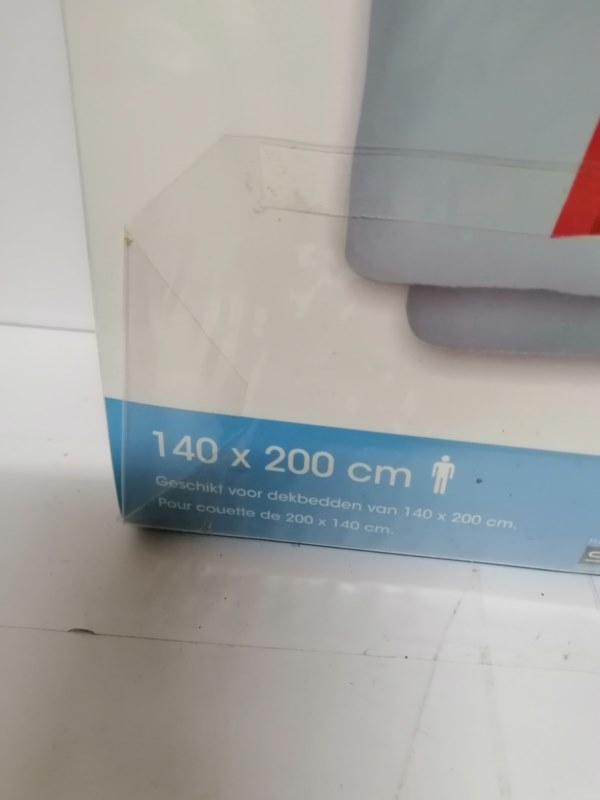 140 x 200 cm
Geschikt voor dekbedden van 140 x 200 cm.
Pour couette de 200 x 140 cm.